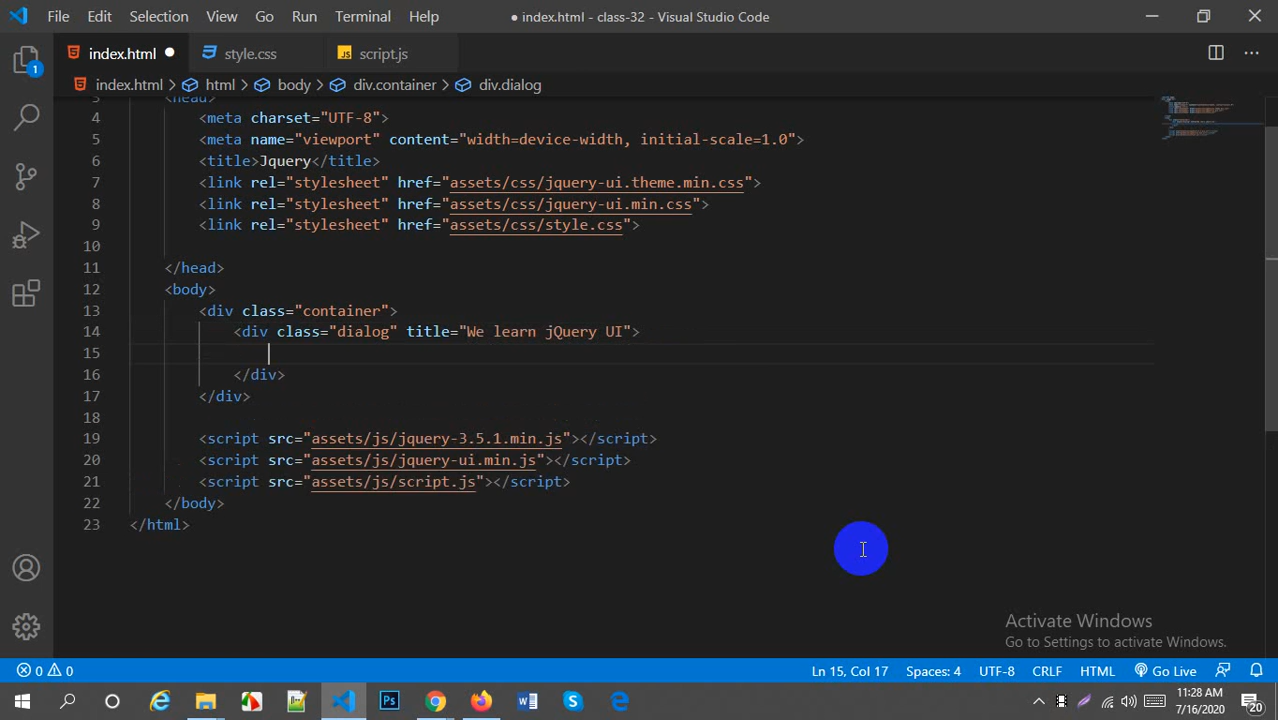 File Edit Selection View Go Run Terminal Help
● index.html - class-32 - Visual Studio Code
index.html ●
style.css
JS script.js
1
index.html > html > body > div.container > div.dialog
3 <head>
4 <meta charset="UTF-8">
5 <meta name="viewport" content="width=device-width, initial-scale=1.0">
6 <title>Jquery</title>
7 <link rel="stylesheet" href="assets/css/jquery-ui.theme.min.css">
8 <link rel="stylesheet" href="assets/css/jquery-ui.min.css">
9 <link rel="stylesheet" href="assets/css/style.css">
10
11 </head>
12 <body>
13 <div class="container">
14 <div class="dialog" title="We learn jQuery UI">
15
16 </div>
17 </div>
18
19 <script src="assets/js/jquery-3.5.1.min.js"></script>
20 <script src="assets/js/jquery-ui.min.js"></script>
21 <script src="assets/js/script.js"></script>
22 </body>
23 </html>
Activate Windows
Go to Settings to activate Windows.
0 0
Ln 15, Col 17 Spaces: 4 UTF-8 CRLF HTML Go Live
Ps
11:28 AM
7/16/2020
20